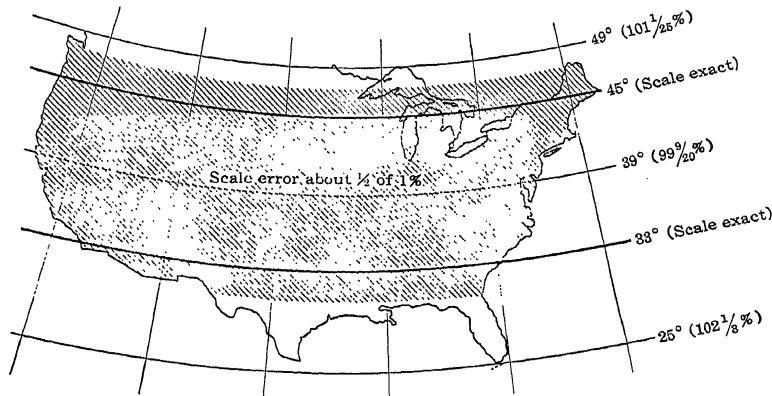 49° (101 1/25%)
45° (Scale exact)
39° (99 9/20%)
Scale error about ½ of 1%
33° (Scale exact)
25° (102 1/8%)